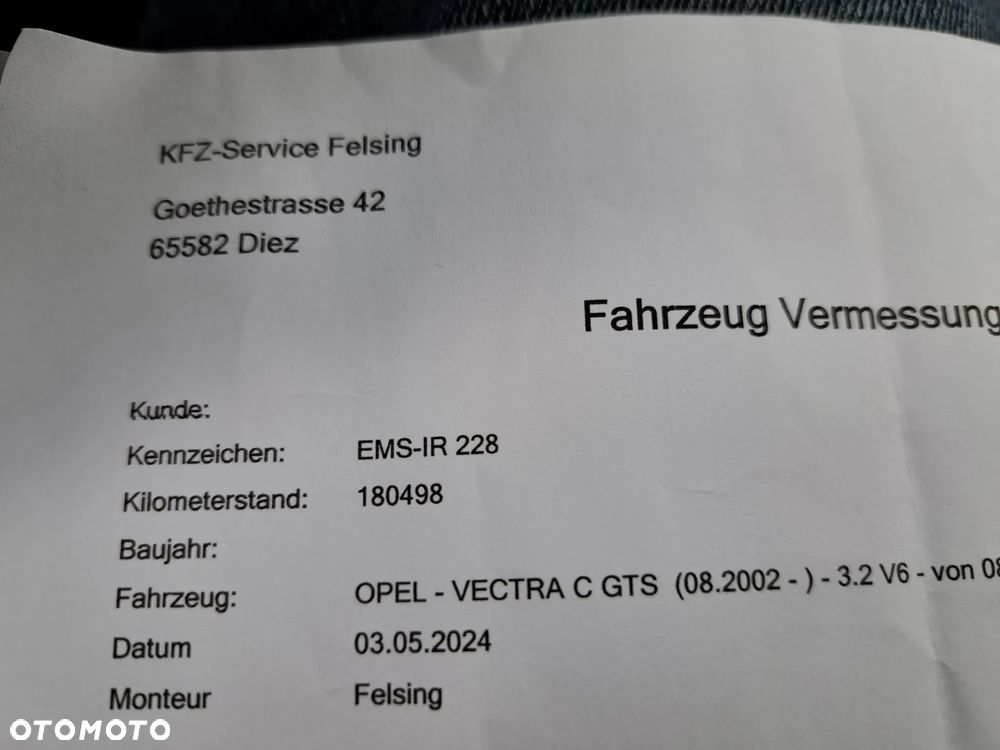 KFZ-Service Felsing
Goethestrasse 42
65582 Diez
Fahrzeug Vermessung
Kunde:
Kennzeichen: EMS-IR 228
Kilometerstand: 180498
Baujahr:
Fahrzeug: OPEL - VECTRA C GTS (08.2002 - ) - 3.2 V6 - von 08
Datum 03.05.2024
Monteur Felsing
OTOMOTO